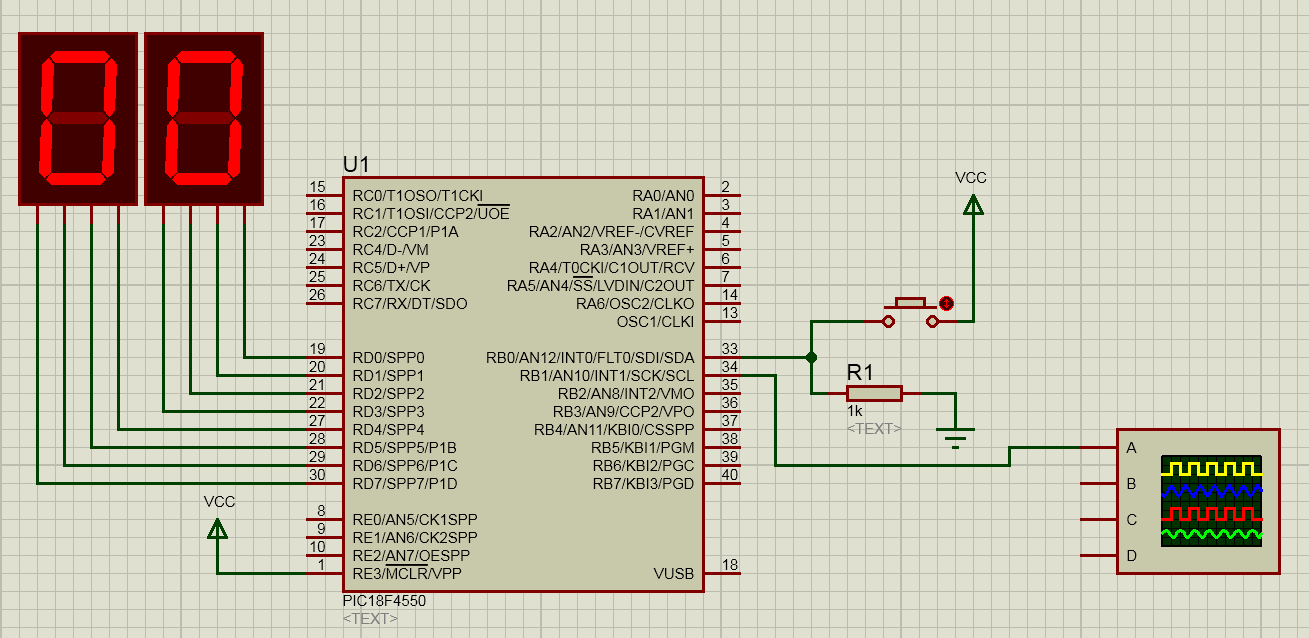 00
U1
15 RC0/T1OSO/T1CKI RA0/AN0 2
16 RC1/T1OSI/CCP2/UOE RA1/AN1 3
17 RC2/CCP1/P1A RA2/AN2/VREF-/CVREF 4
23 RC4/D-/VM RA3/AN3/VREF+ 5
24 RC5/D+/VP RA4/T0CKI/C1OUT/RCV 6
25 RC6/TX/CK RA5/AN4/SS/LVDIN/C2OUT 7
26 RC7/RX/DT/SDO RA6/OSC2/CLKO 14
OSC1/CLKI 13
19 RD0/SPP0 RB0/AN12/INT0/FLT0/SDI/SDA 33
20 RD1/SPP1 RB1/AN10/INT1/SCK/SCL 34
21 RD2/SPP2 RB2/AN8/INT2/VMO 35
22 RD3/SPP3 RB3/AN9/CCP2/VPO 36
27 RD4/SPP4 RB4/AN11/KBI0/CSSPP 37
28 RD5/SPP5/P1B RB5/KBI1/PGM 38
29 RD6/SPP6/P1C RB6/KBI2/PGC 39
30 RD7/SPP7/P1D RB7/KBI3/PGD 40
8 RE0/AN5/CK1SPP
9 RE1/AN6/CK2SPP
10 RE2/AN7/OESPP
1 RE3/MCLR/VPP VUSB 18
PIC18F4550
<TEXT>
VCC
VCC
R1
1k
<TEXT>
A
B
C
D